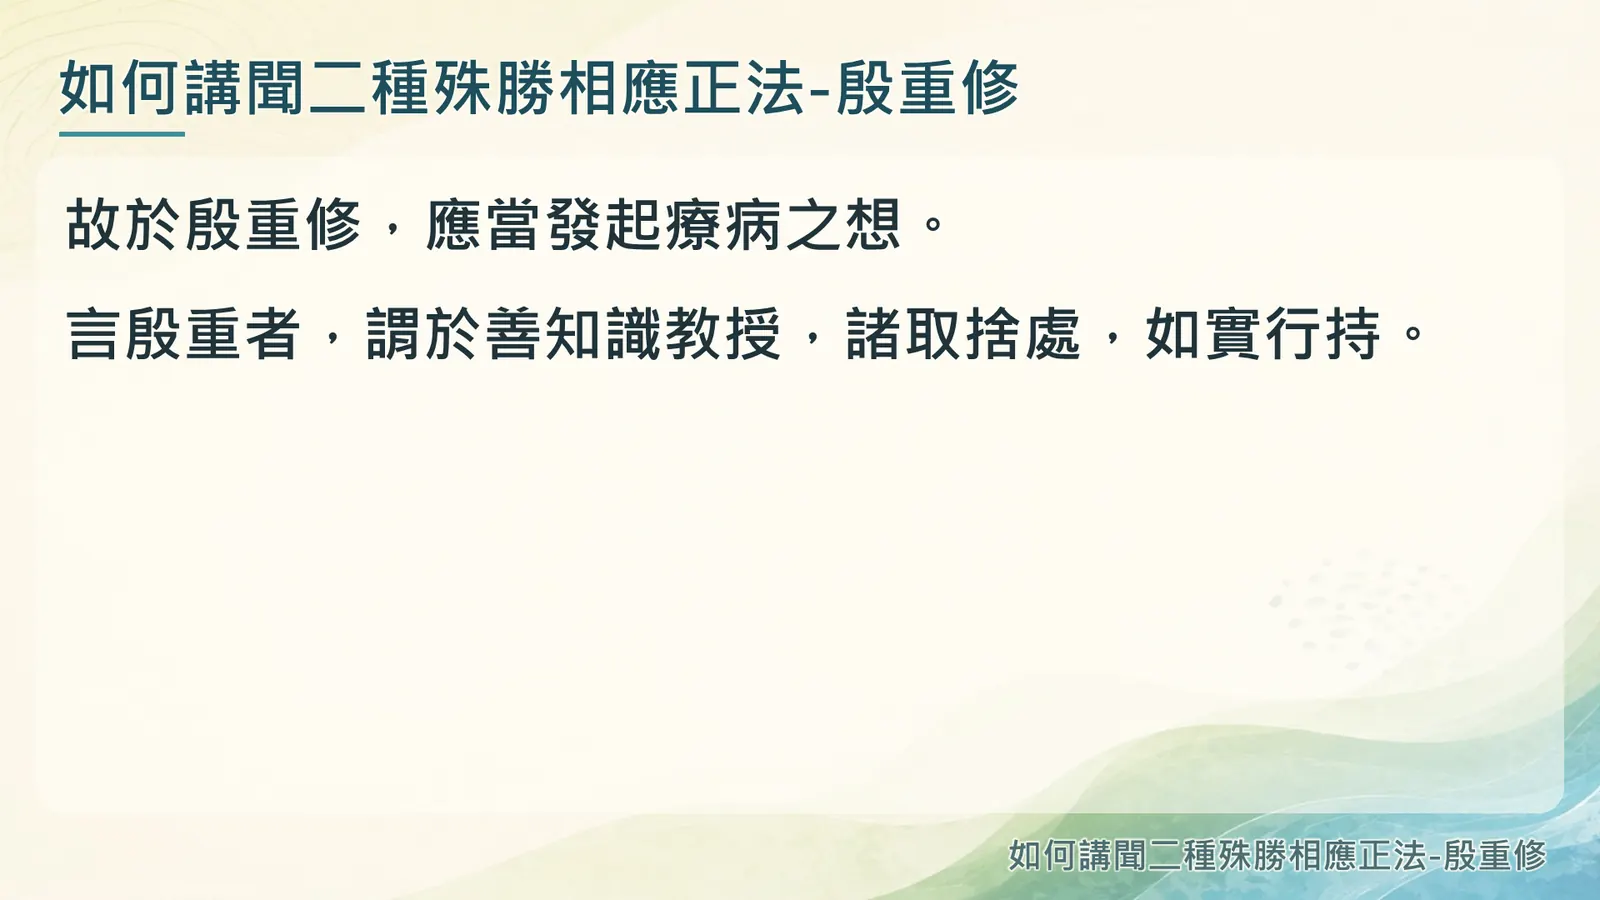 如何講聞二種殊勝相應正法-殷重修
故於殷重修，應當發起療病之想。
言殷重者，謂於善知識教授，諸取捨處，如實行持。
如何講聞二種殊勝相應正法-殷重修